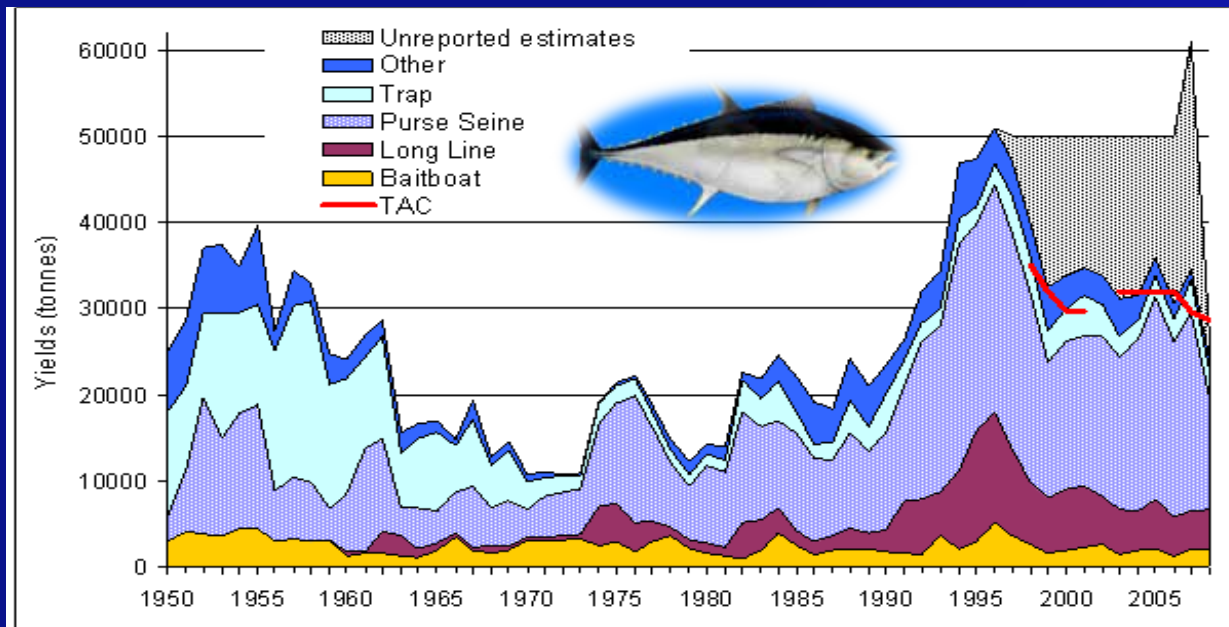 Yields (tonnes)
60000
50000
40000
30000
20000
10000
0
Unreported estimates
Other
Trap
Purse Seine
Long Line
Baitboat
TAC
1950 1955 1960 1965 1970 1975 1980 1985 1990 1995 2000 2005